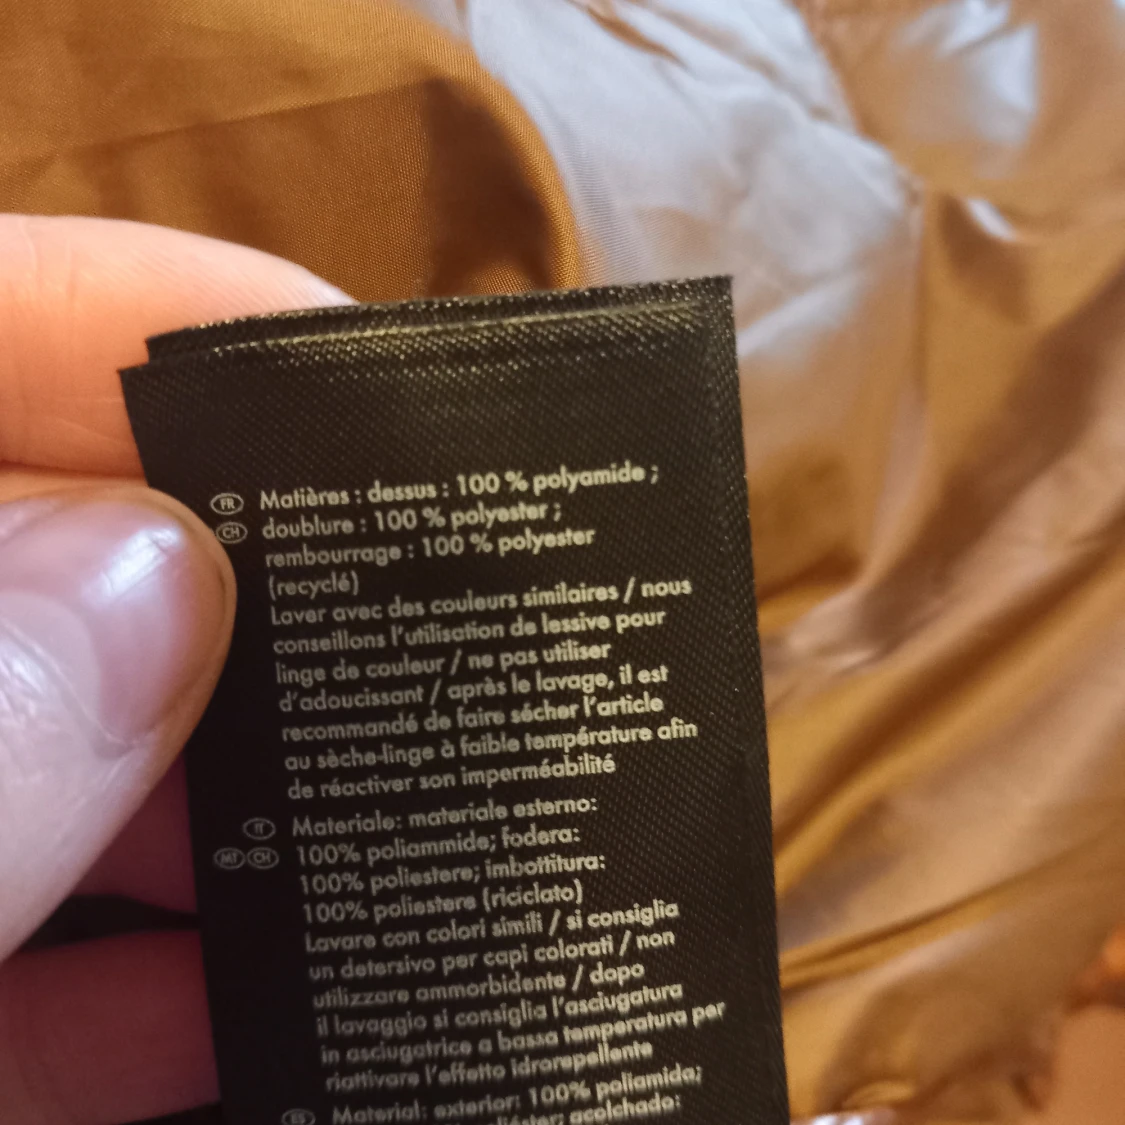 FR Matières : dessus : 100 % polyamide ;
CH doublure : 100 % polyester ;
rembourrage : 100 % polyester
(recyclé)
Laver avec des couleurs similaires / nous
conseillons l'utilisation de lessive pour
linge de couleur / ne pas utiliser
d'adoucissant / après le lavage, il est
recommandé de faire sécher l'article
au sèche-linge à faible température afin
de réactiver son imperméabilité
IT Materiale: materiale esterno:
MT CH 100% poliammide; fodera:
100% poliestere; imbottitura:
100% poliestere (riciclato)
Lavare con colori simili / si consiglia
un detersivo per capi colorati / non
utilizzare ammorbidente / dopo
il lavaggio si consiglia l'asciugatura
in asciugatrice a bassa temperatura per
riattivare l'effetto idrorepellente
ES Material: exterior: 100% poliamida;
poliéster; acolchado: